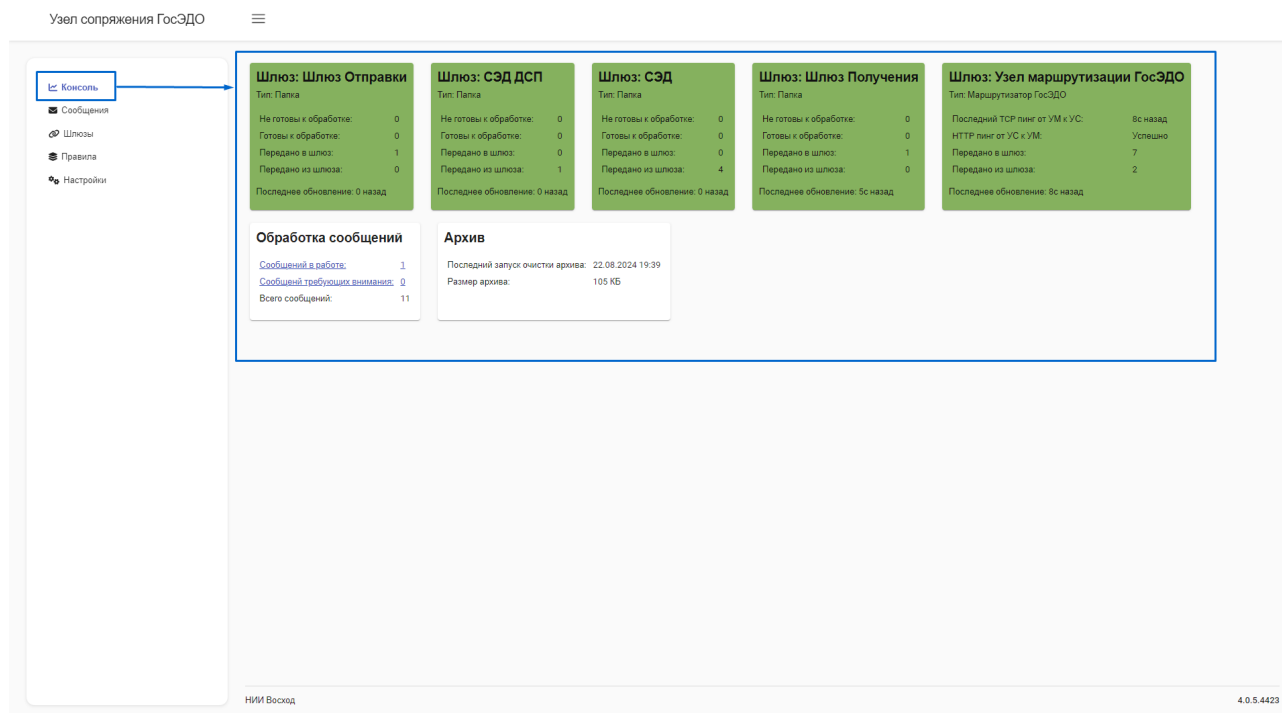 Узел сопряжения ГосЭДО
Консоль
Сообщения
Шлюзы
Правила
Настройки
Шлюз: Шлюз Отправки
Тип: Папка
Не готовы к обработке: 0
Готовы к обработке: 0
Передано в шлюз: 1
Передано из шлюза: 0
Последнее обновление: 0 назад
Шлюз: СЭД ДСП
Тип: Папка
Не готовы к обработке: 0
Готовы к обработке: 0
Передано в шлюз: 0
Передано из шлюза: 1
Последнее обновление: 0 назад
Шлюз: СЭД
Тип: Папка
Не готовы к обработке: 0
Готовы к обработке: 0
Передано в шлюз: 0
Передано из шлюза: 4
Последнее обновление: 0 назад
Шлюз: Шлюз Получения
Тип: Папка
Не готовы к обработке: 0
Готовы к обработке: 0
Передано в шлюз: 1
Передано из шлюза: 0
Последнее обновление: 5с назад
Шлюз: Узел маршрутизации ГосЭДО
Тип: Маршрутизатор ГосЭДО
Последний TCP пинг от УМ к УС: 8с назад
HTTP пинг от УС к УМ: Успешно
Передано в шлюз: 7
Передано из шлюза: 2
Последнее обновление: 8с назад
Обработка сообщений
Сообщений в работе: 1
Сообщенй требующих внимания: 0
Всего сообщений: 11
Архив
Последний запуск очистки архива: 22.08.2024 19:39
Размер архива: 105 КБ
НИИ Восход
4.0.5.4423